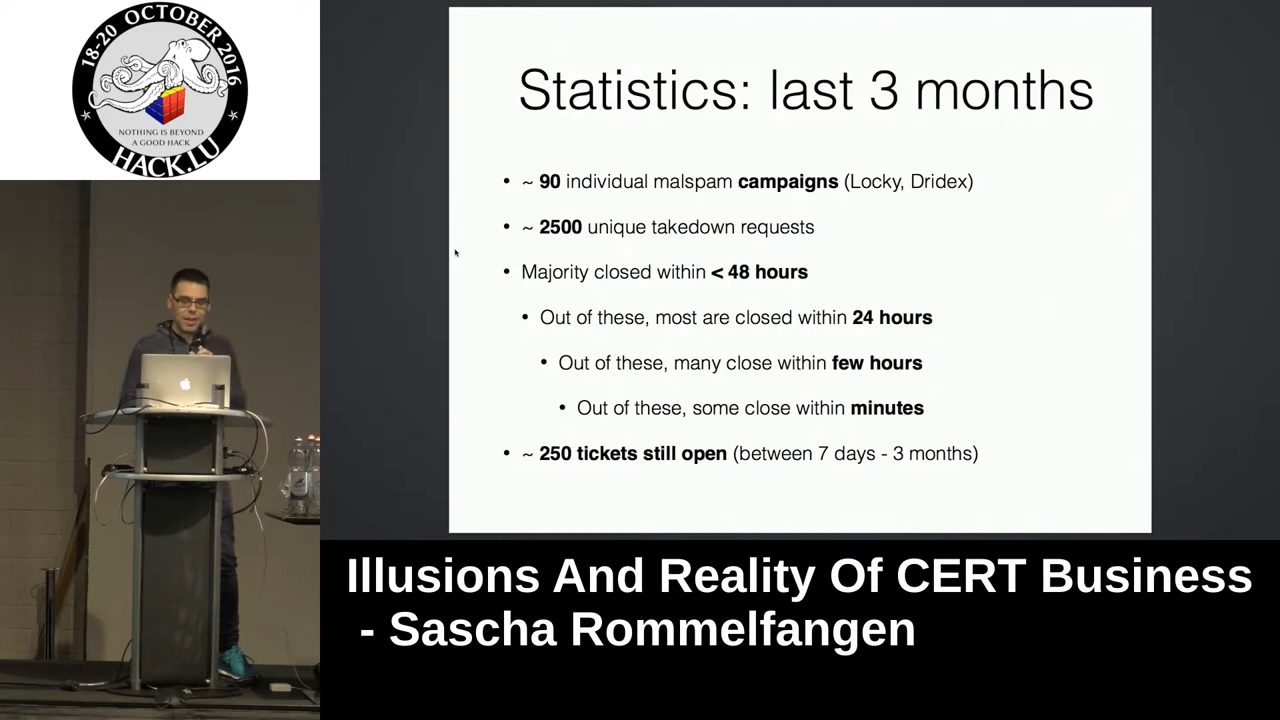 18-20 OCTOBER 2016
NOTHING IS BEYOND
A GOOD HACK
HACK.LU
Statistics: last 3 months
• ~ 90 individual malspam campaigns (Locky, Dridex)
• ~ 2500 unique takedown requests
• Majority closed within < 48 hours
• Out of these, most are closed within 24 hours
• Out of these, many close within few hours
• Out of these, some close within minutes
• ~ 250 tickets still open (between 7 days - 3 months)
Illusions And Reality Of CERT Business
- Sascha Rommelfangen